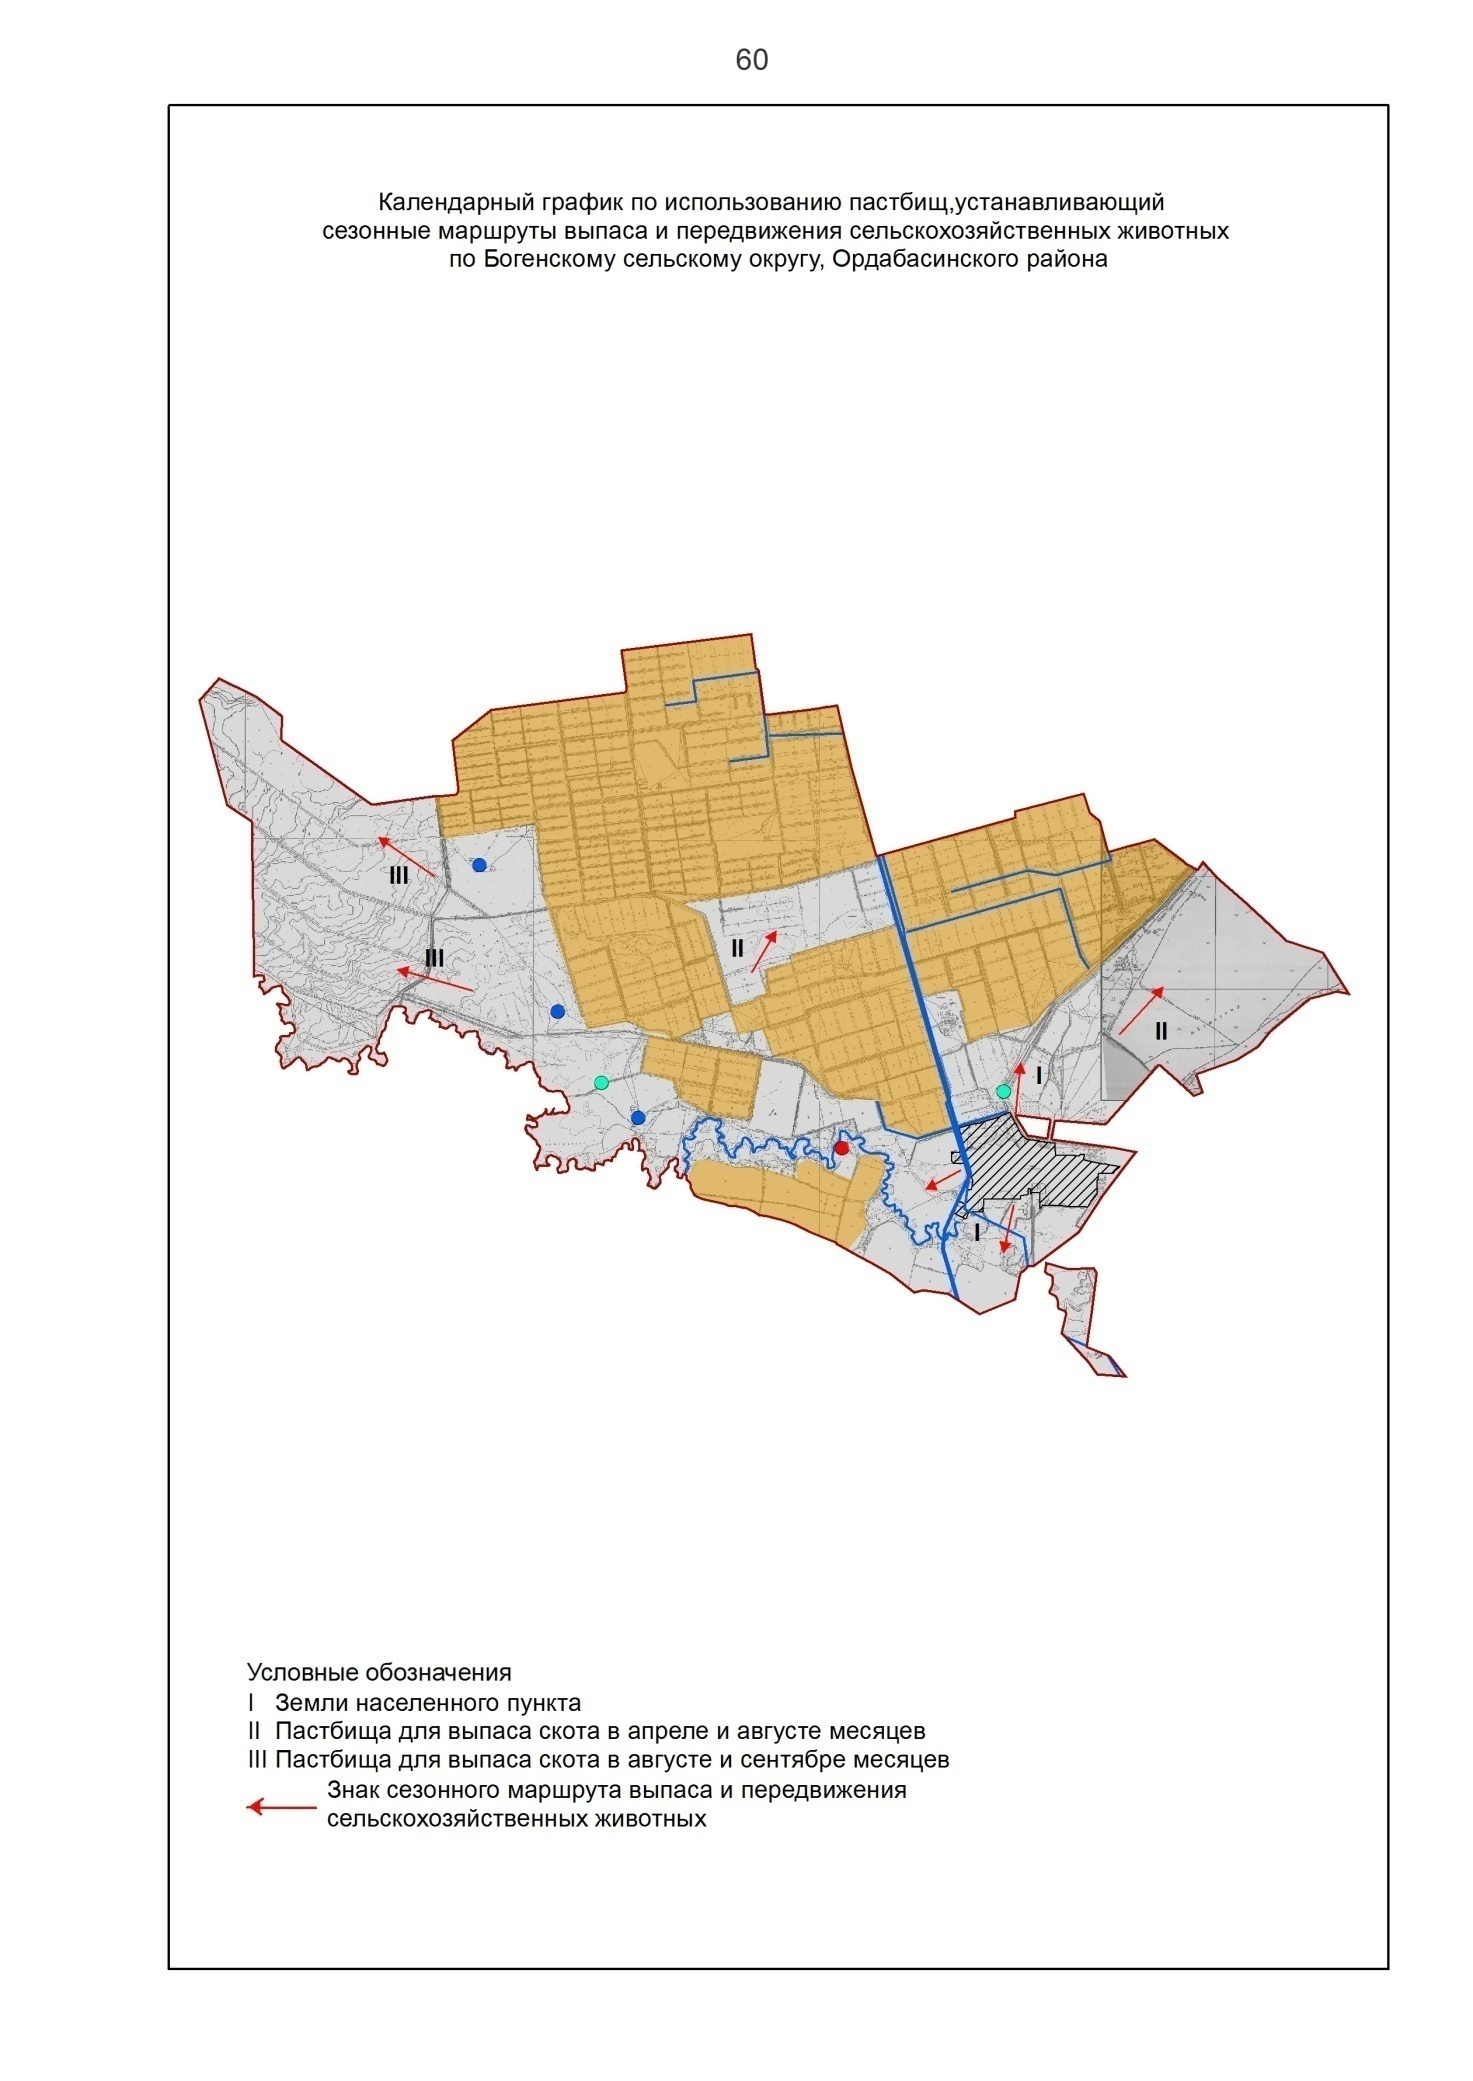 60
Календарный график по использованию пастбищ,устанавливающий
сезонные маршруты выпаса и передвижения сельскохозяйственных животных
по Богенскому сельскому округу, Ордабасинского района
III
III
II
II
I
I
Условные обозначения
I Земли населенного пункта
II Пастбища для выпаса скота в апреле и августе месяцев
III Пастбища для выпаса скота в августе и сентябре месяцев
Знак сезонного маршрута выпаса и передвижения
сельскохозяйственных животных